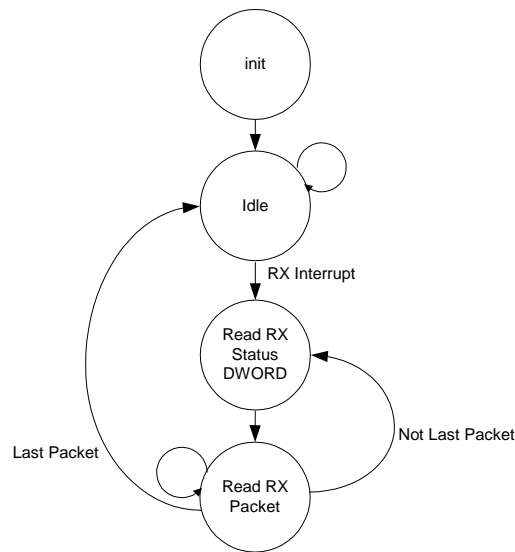 init
Idle
RX Interrupt
Read RX
Status
DWORD
Not Last Packet
Last Packet
Read RX
Packet